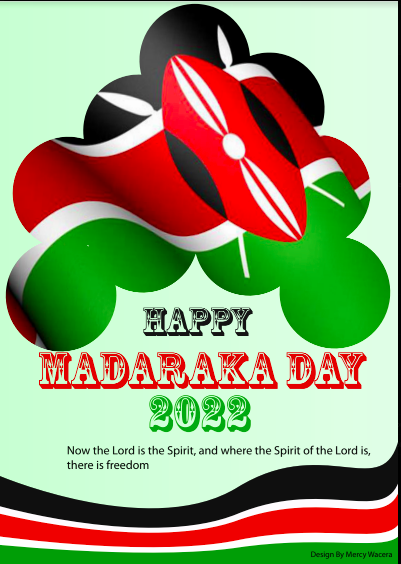 HAPPY
MADARAKA DAY
2022
Now the Lord is the Spirit, and where the Spirit of the Lord is,
there is freedom
Design By Mercy Wacera